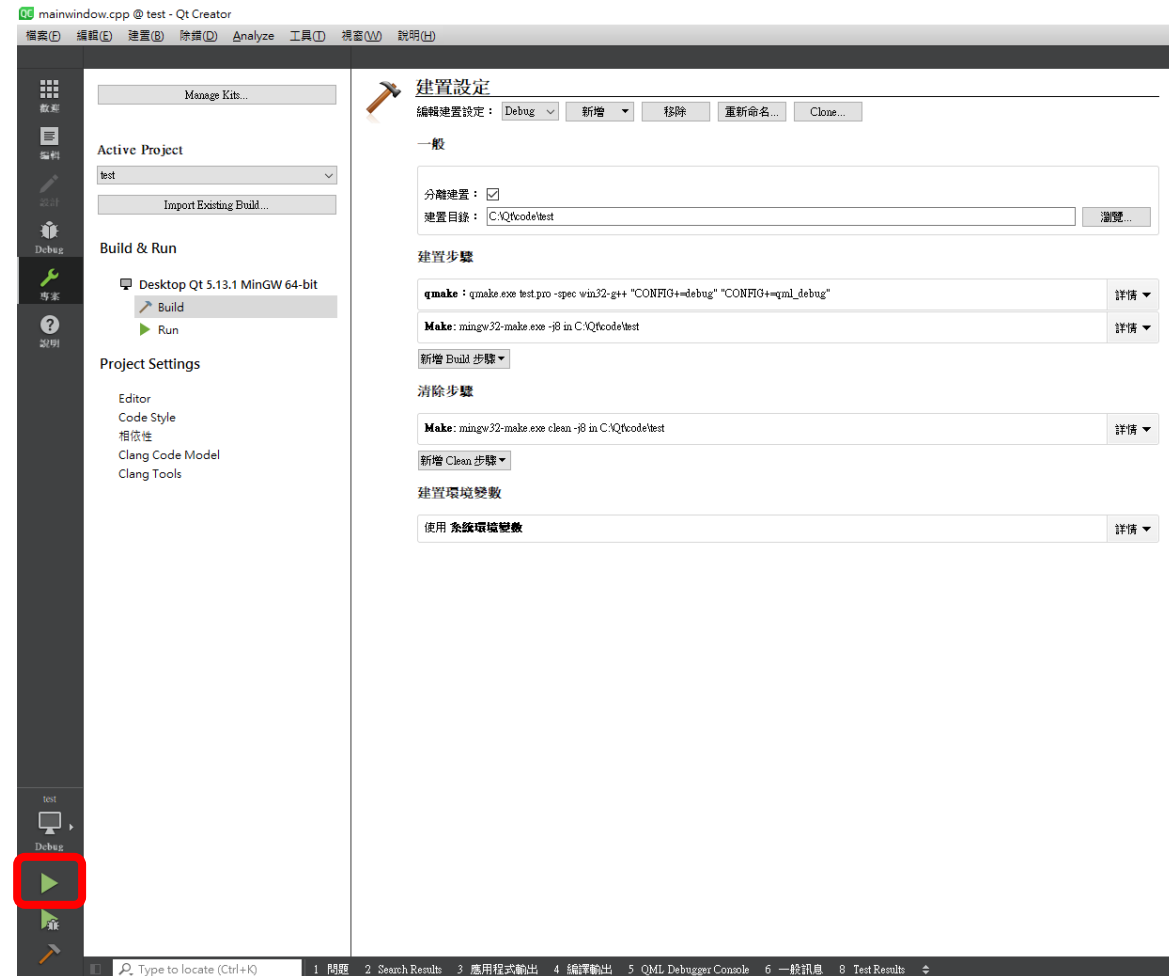 mainwindow.cpp @ test - Qt Creator
檔案(F) 編輯(E) 建置(B) 除錯(D) Analyze 工具(T) 視窗(W) 說明(H)
歡迎
編輯
設計
Debug
專案
說明
Manage Kits...
Active Project
test
Import Existing Build...
Build & Run
Desktop Qt 5.13.1 MinGW 64-bit
Build
Run
Project Settings
Editor
Code Style
相依性
Clang Code Model
Clang Tools
建置設定
編輯建置設定： Debug 新增 移除 重新命名... Clone...
一般
分離建置：
建置目錄： C:\Qt\code\test 瀏覽...
建置步驟
qmake：qmake.exe test.pro -spec win32-g++ "CONFIG+=debug" "CONFIG+=qml_debug" 詳情
Make: mingw32-make.exe -j8 in C:\Qt\code\test 詳情
新增 Build 步驟
清除步驟
Make: mingw32-make.exe clean -j8 in C:\Qt\code\test 詳情
新增 Clean 步驟
建置環境變數
使用 系統環境變數 詳情
test
Debug
Type to locate (Ctrl+K) 1 問題 2 Search Results 3 應用程式輸出 4 編譯輸出 5 QML Debugger Console 6 一般訊息 8 Test Results